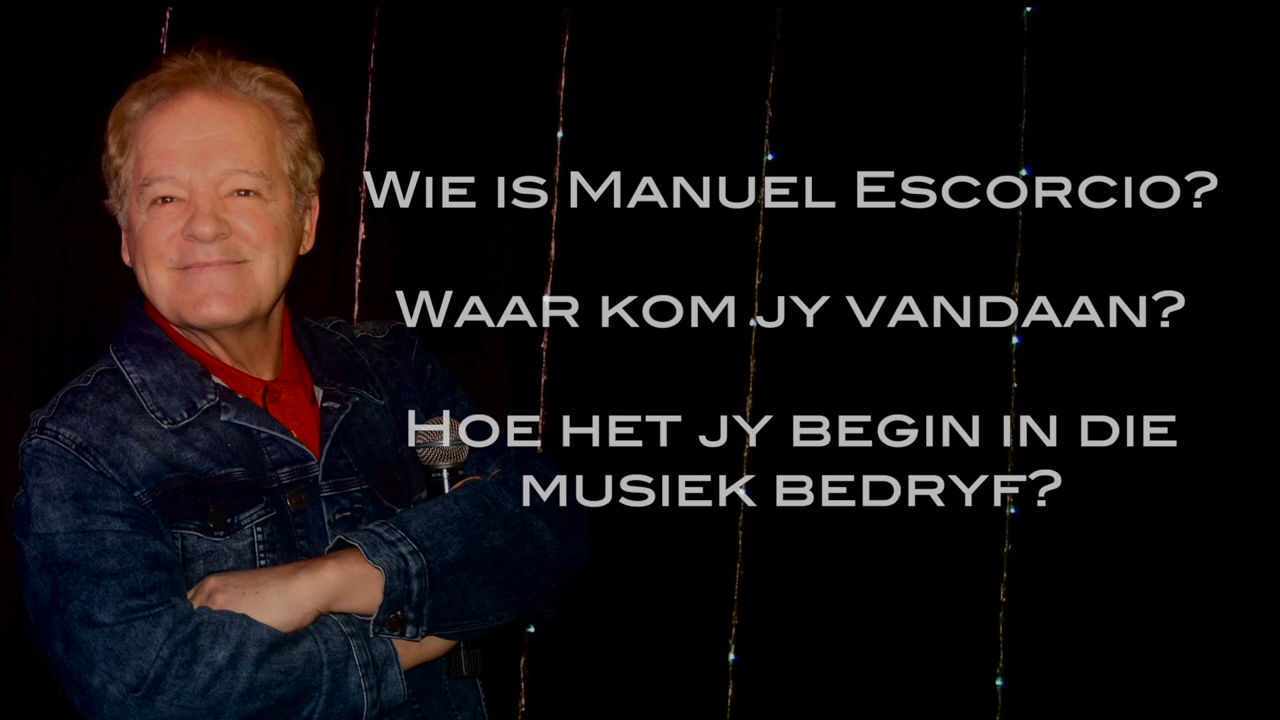 Wie is Manuel Escorcio?
Waar kom jy vandaan?
Hoe het jy begin in die
musiek bedryf?